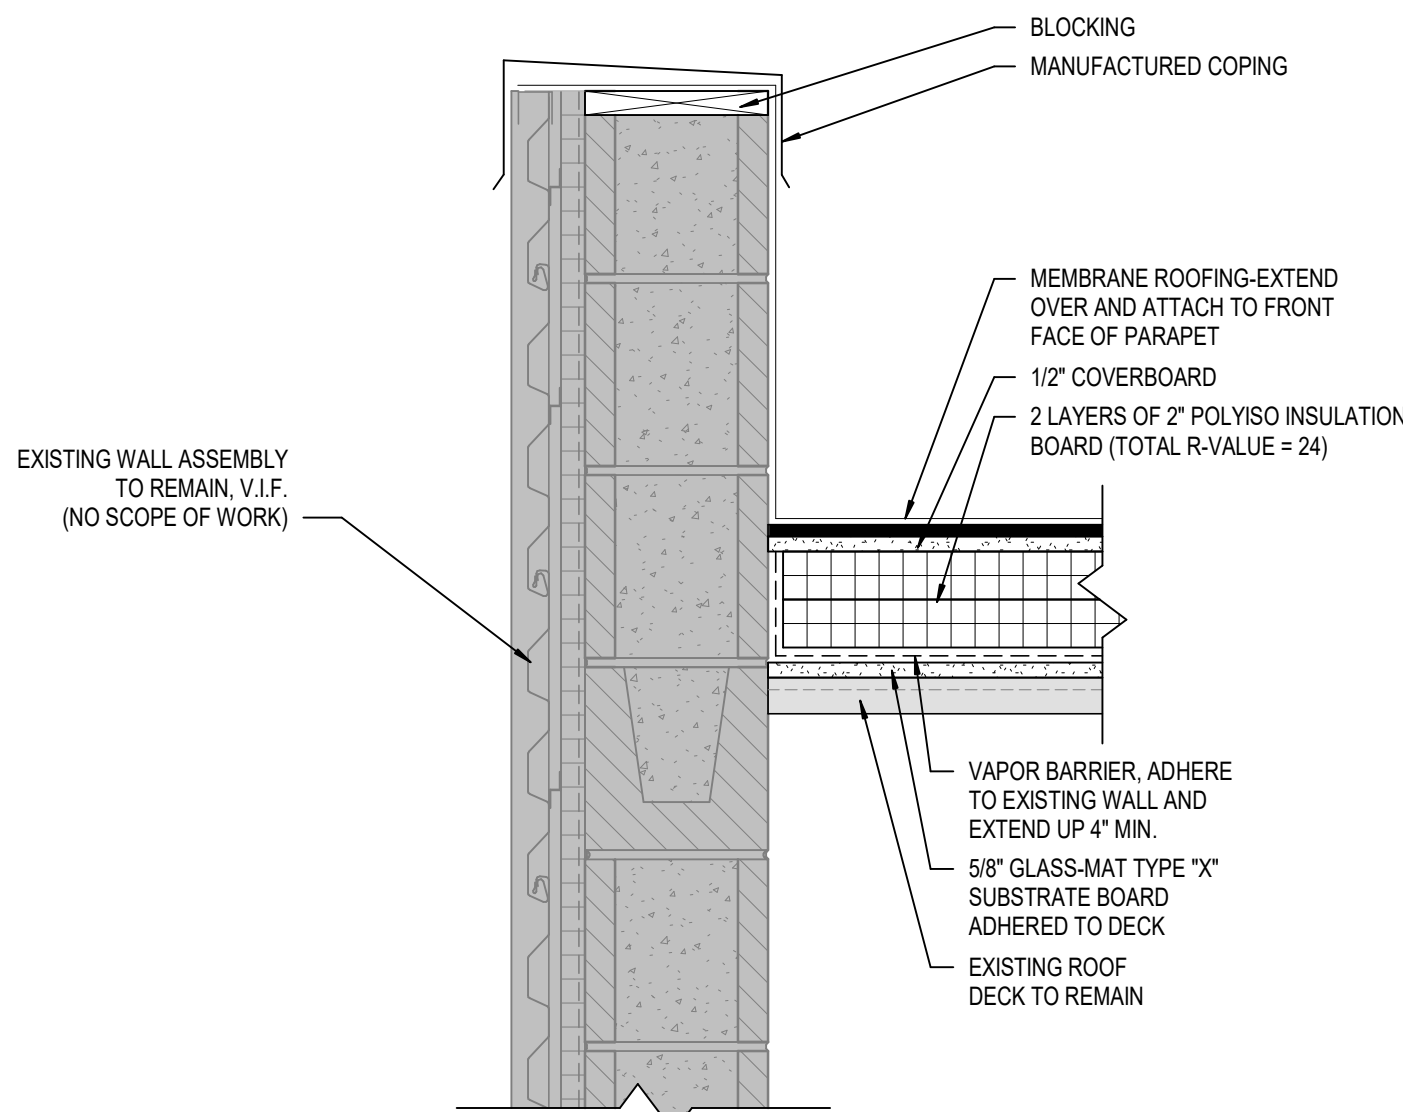 BLOCKING
MANUFACTURED COPING
MEMBRANE ROOFING-EXTEND
OVER AND ATTACH TO FRONT
FACE OF PARAPET
1/2" COVERBOARD
2 LAYERS OF 2" POLYISO INSULATION
BOARD (TOTAL R-VALUE = 24)
EXISTING WALL ASSEMBLY
TO REMAIN, V.I.F.
(NO SCOPE OF WORK)
VAPOR BARRIER, ADHERE
TO EXISTING WALL AND
EXTEND UP 4" MIN.
5/8" GLASS-MAT TYPE "X"
SUBSTRATE BOARD
ADHERED TO DECK
EXISTING ROOF
DECK TO REMAIN